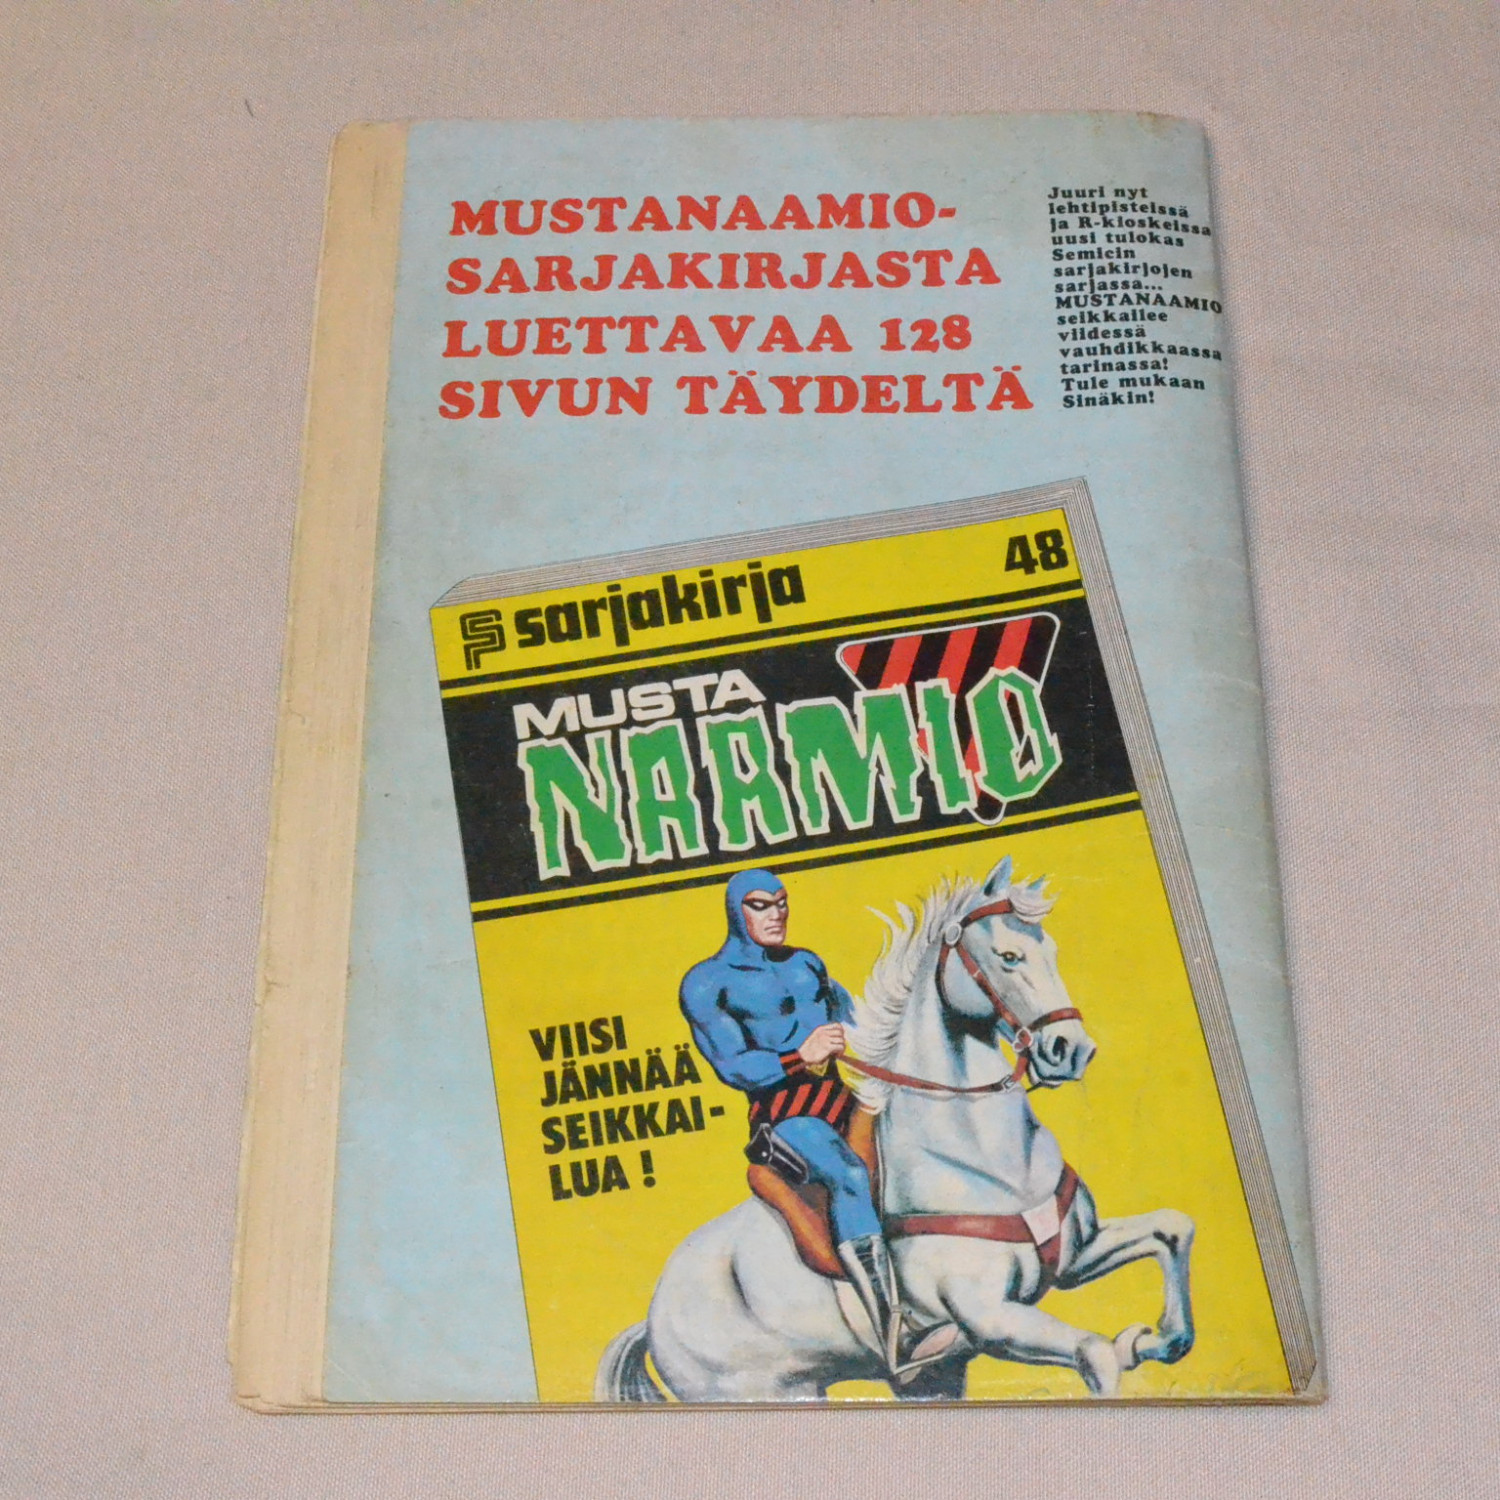 MUSTANAAMIO-
SARJAKIRJASTA
LUETTAVAA 128
SIVUN TÄYDELTÄ
Juuri nyt
lehtipisteissä
ja R-kioskeissa
uusi tulokas
Semicin
sarjakirjojen
sarjassa...
MUSTANAAMIO
seikkailee
viidessä
vauhdikkaassa
tarinassa!
Tule mukaan
Sinäkin!
sarjakirja
48
MUSTA
NAAMIO
VIISI
JÄNNÄÄ
SEIKKAI-
LUA!